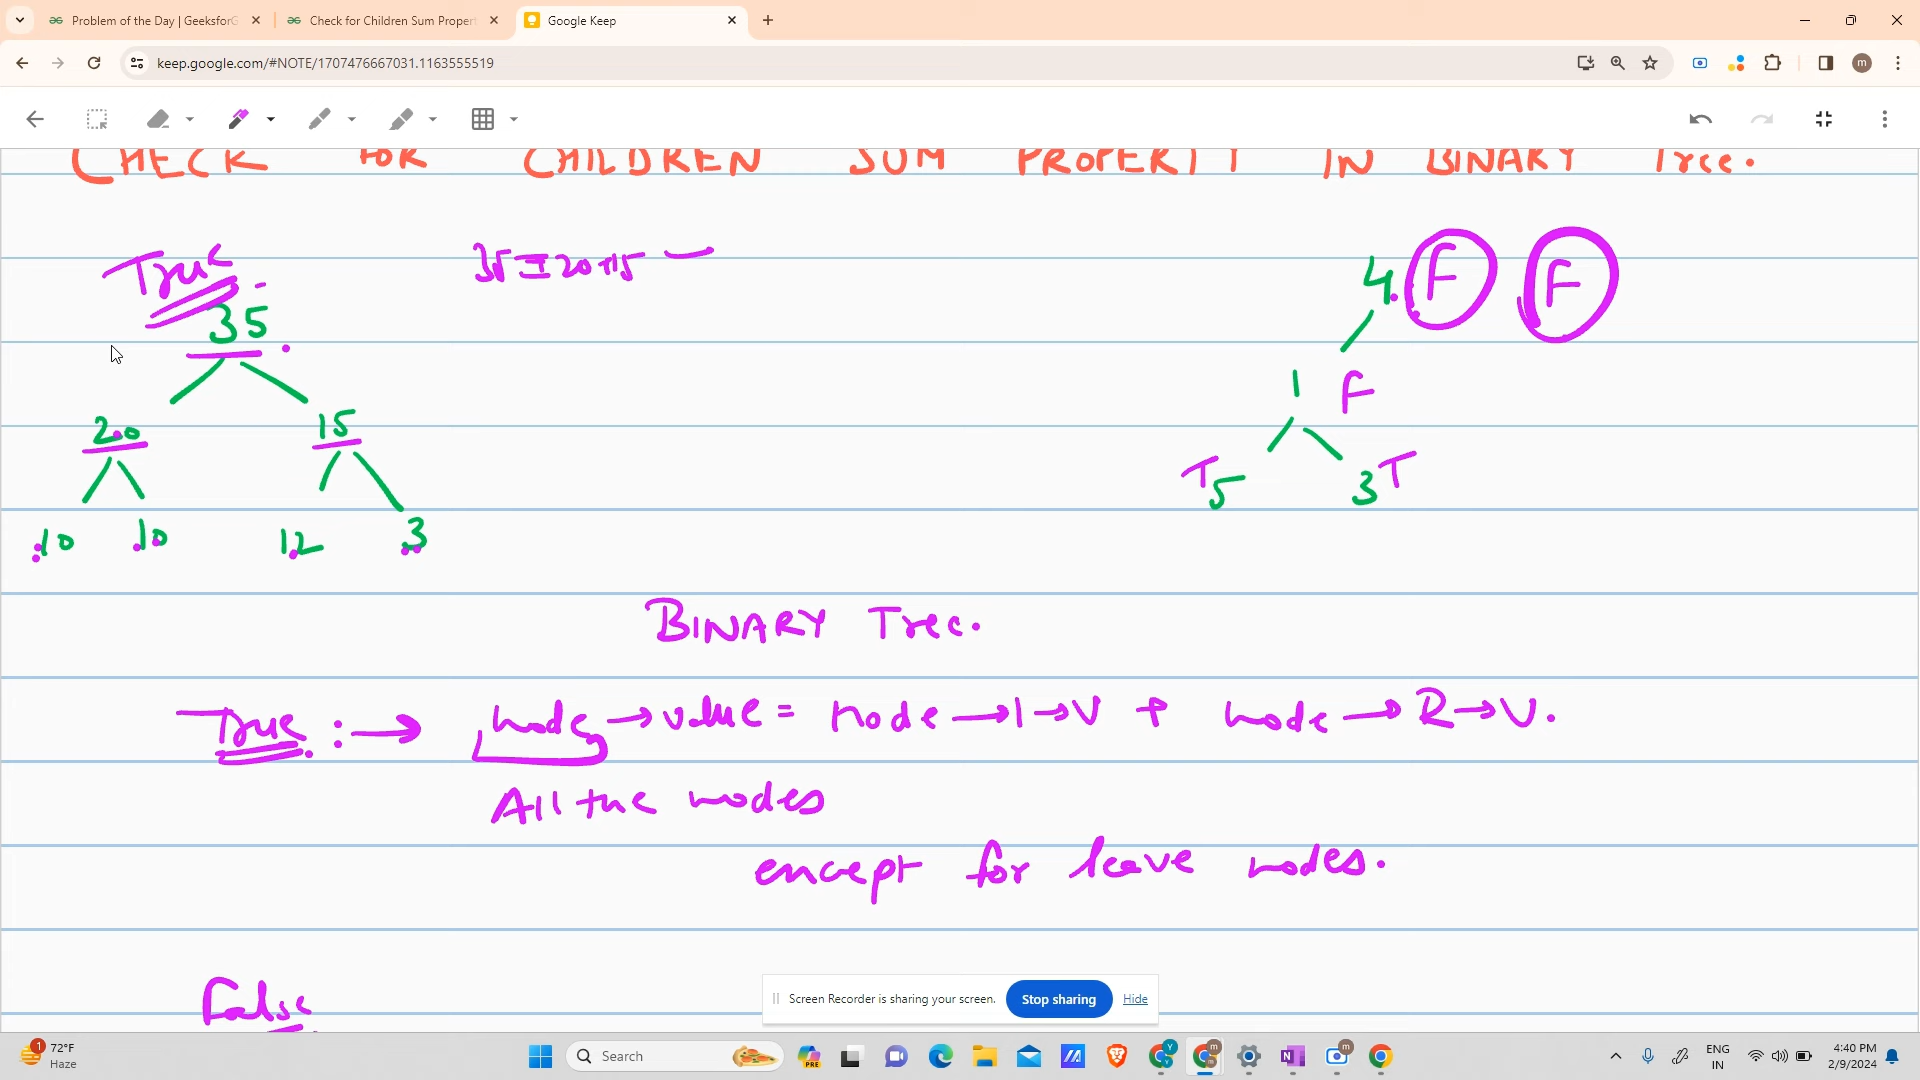 Problem of the Day | GeeksforG
Check for Children Sum Propert
Google Keep
keep.google.com/#NOTE/1707476667031.1163555519
m
CHECK FOR CHILDREN SUM PROPERTY IN BINARY Tree.
True
35 = 20+15
35
20 15
10 10 12 3
4 F F
1 F
T 5 3 T
BINARY Tree.
True : → node → value = node → l → V + node → R → V.
All the nodes
except for leave nodes.
False
Screen Recorder is sharing your screen. Stop sharing Hide
1
72°F
Haze
Search
PRE
Y
m
m
ENG
IN
4:40 PM
2/9/2024